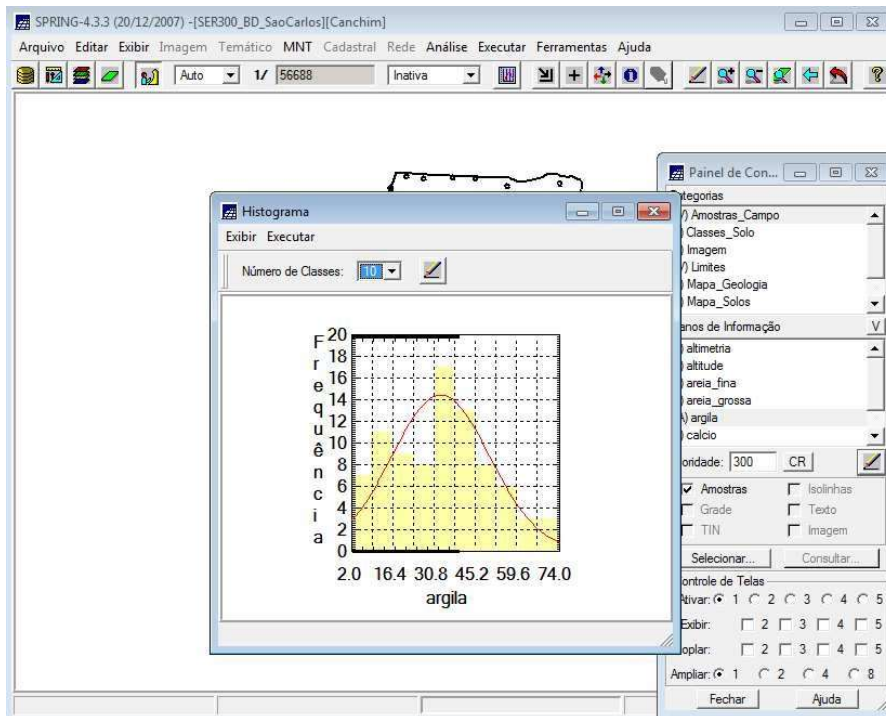 SPRING-4.3.3 (20/12/2007) -[SER300_BD_SaoCarlos][Canchim]
Arquivo Editar Exibir Imagem Temático MNT Cadastral Rede Análise Executar Ferramentas Ajuda
Auto 1/ 56688 Inativa
Painel de Con...
Categorias
V) Amostras_Campo
) Classes_Solo
) Imagem
V) Limites
) Mapa_Geologia
) Mapa_Solos
anos de Informação V
) altimetria
) altitude
) areia_fina
) areia_grossa
A) argila
) calcio
oridade: 300 CR
Amostras Isolinhas
Grade Texto
TIN Imagem
Selecionar... Consultar...
Controle de Telas
Ativar: 1 2 3 4 5
Exibir: 2 3 4 5
oplar: 2 3 4 5
Ampliar: 1 2 4 8
Fechar Ajuda
Histograma
Exibir Executar
Número de Classes: 10
Frequência
20
18
16
14
12
10
8
6
4
2
0
2.0 16.4 30.8 45.2 59.6 74.0
argila